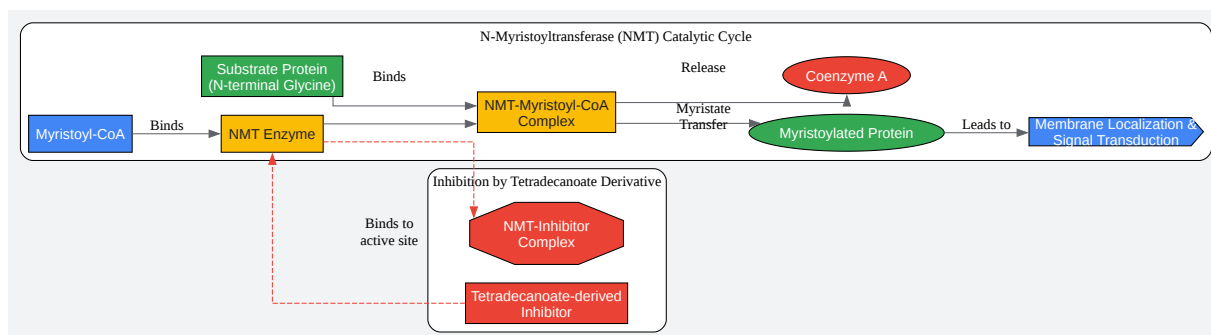 N-Myristoyltransferase (NMT) Catalytic Cycle
Substrate Protein
(N-terminal Glycine)
Binds
Release
Coenzyme A
Myristoyl-CoA
Binds
NMT Enzyme
NMT-Myristoyl-CoA
Complex
Myristate
Transfer
Myristoylated Protein
Leads to
Membrane Localization &
Signal Transduction
Inhibition by Tetradecanoate Derivative
Binds to
active site
NMT-Inhibitor
Complex
Tetradecanoate-derived
Inhibitor